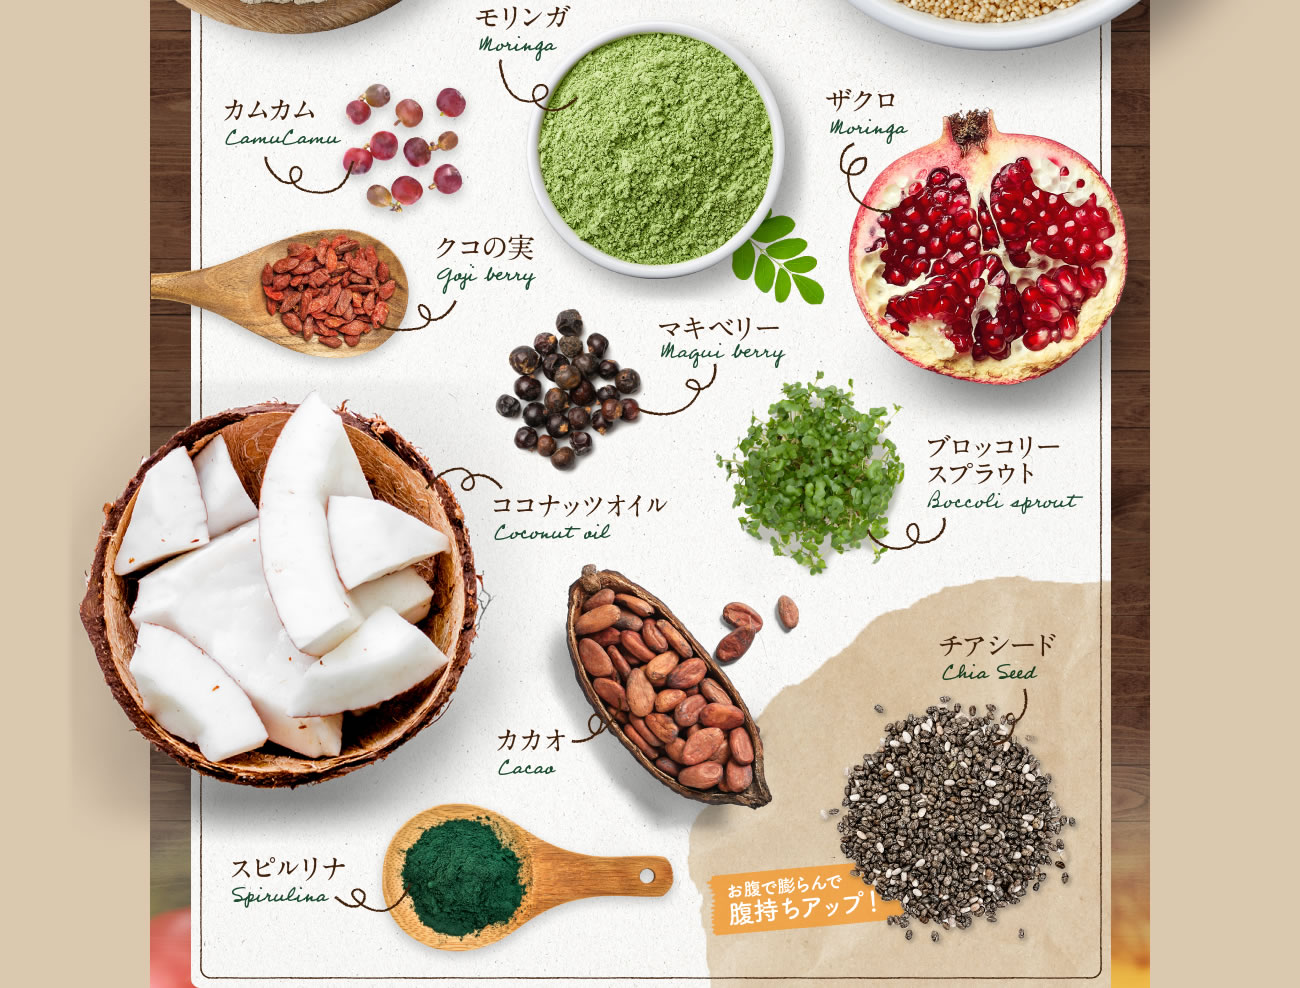 モリンガ
Moringa
カムカム
CamuCamu
ザクロ
Moringa
クコの実
Goji berry
マキベリー
Maqui berry
ブロッコリー
スプラウト
Boccoli sprout
ココナッツオイル
Coconut oil
チアシード
Chia Seed
カカオ
Cacao
スピルリナ
Spirulina
お腹で膨らんで
腹持ちアップ！